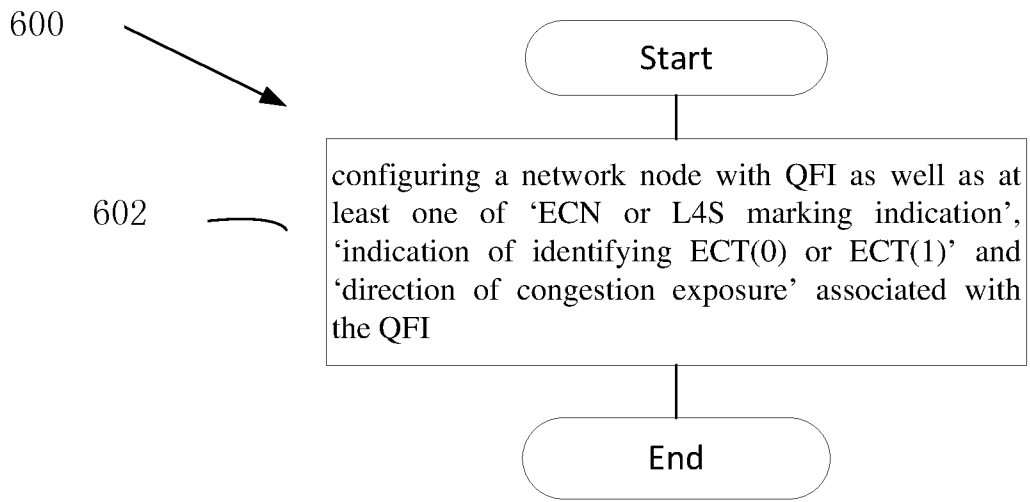 600
Start
configuring a network node with QFI as well as at
least one of ‘ECN or L4S marking indication’,
602
‘indication of identifying ECT(0) or ECT(1)’ and
‘direction of congestion exposure’ associated with
the QFI
End